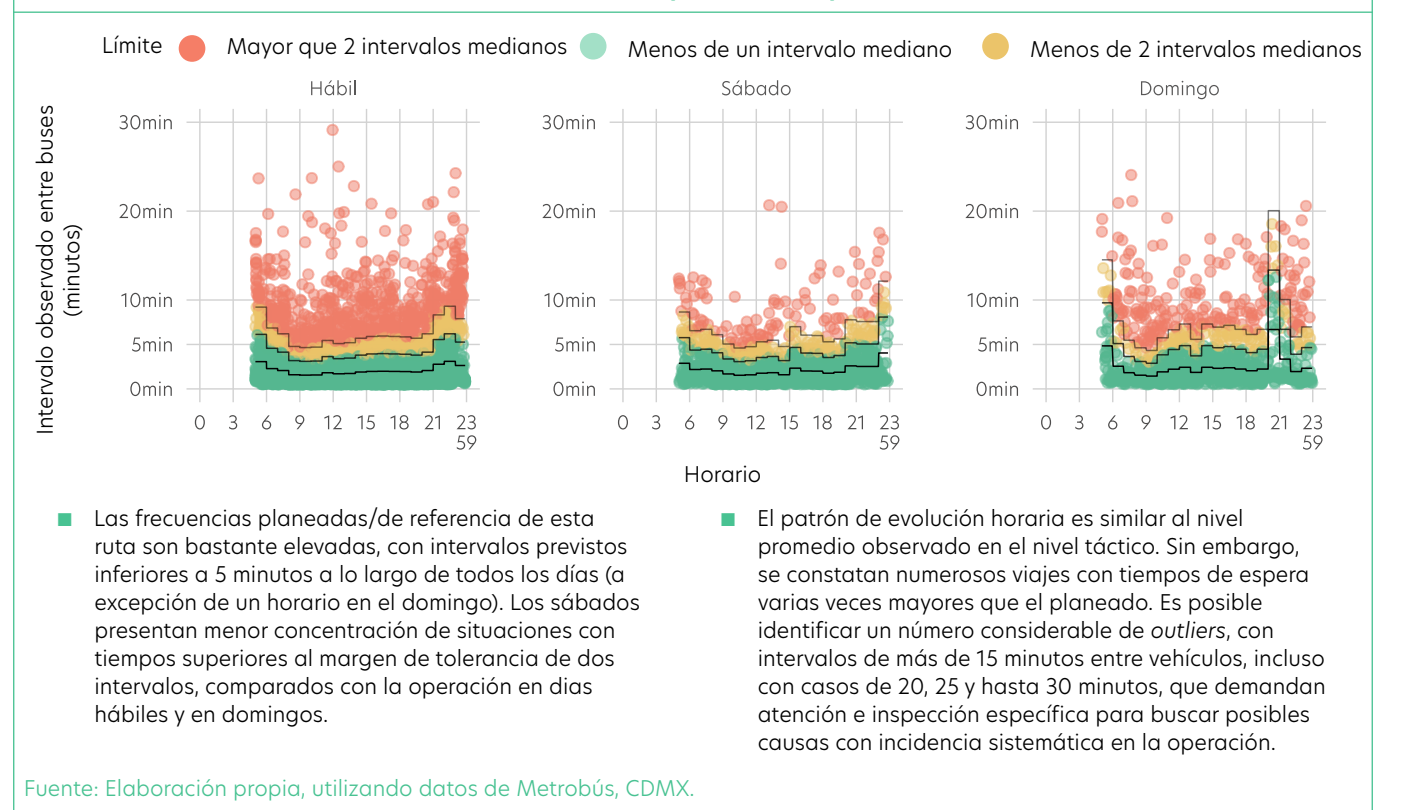 Límite Mayor que 2 intervalos medianos Menos de un intervalo mediano Menos de 2 intervalos medianos
Hábil Sábado Domingo
Intervalo observado entre buses
(minutos)
30min 30min 30min
20min 20min 20min
10min 10min 10min
5min 5min 5min
0min 0min 0min
0 3 6 9 12 15 18 21 23 0 3 6 9 12 15 18 21 23 0 3 6 9 12 15 18 21 23
59 59 59
Horario
Las frecuencias planeadas/de referencia de esta
ruta son bastante elevadas, con intervalos previstos
inferiores a 5 minutos a lo largo de todos los días (a
excepción de un horario en el domingo). Los sábados
presentan menor concentración de situaciones con
tiempos superiores al margen de tolerancia de dos
intervalos, comparados con la operación en dias
hábiles y en domingos.
El patrón de evolución horaria es similar al nivel
promedio observado en el nivel táctico. Sin embargo,
se constatan numerosos viajes con tiempos de espera
varias veces mayores que el planeado. Es posible
identificar un número considerable de outliers, con
intervalos de más de 15 minutos entre vehículos, incluso
con casos de 20, 25 y hasta 30 minutos, que demandan
atención e inspección específica para buscar posibles
causas con incidencia sistemática en la operación.
Fuente: Elaboración propia, utilizando datos de Metrobús, CDMX.